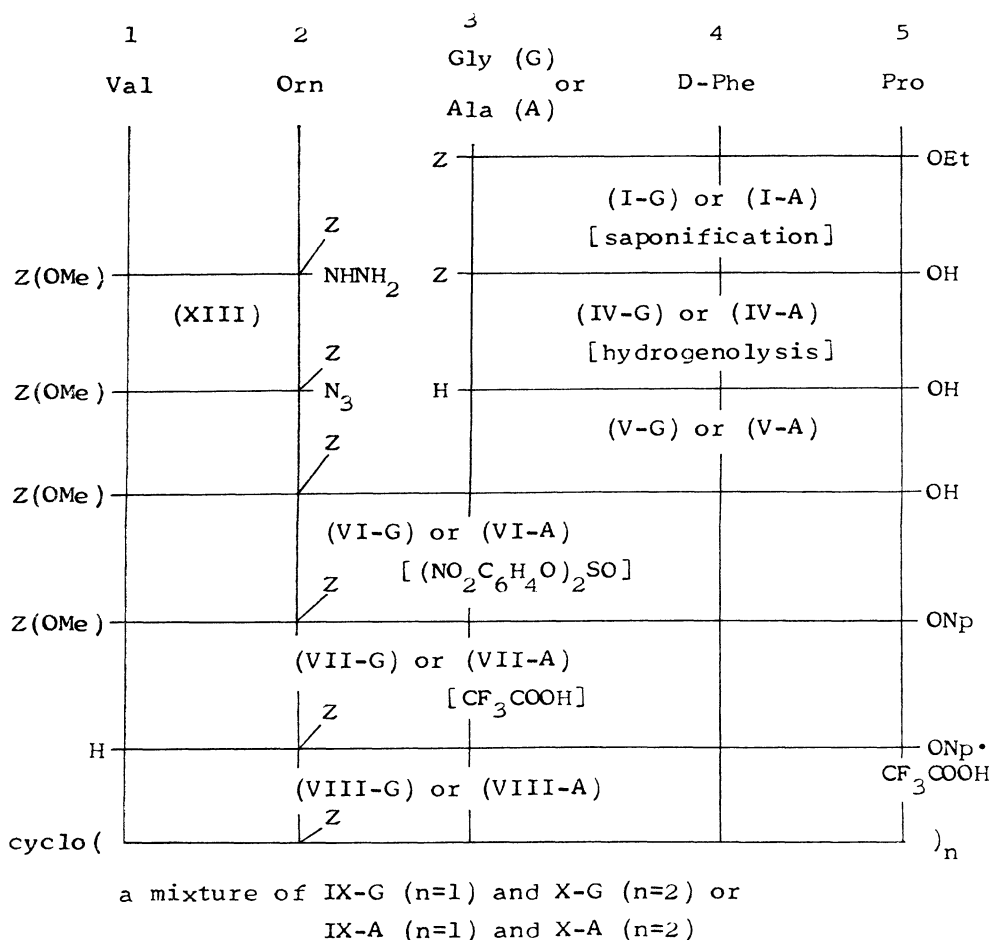 1 2 3 4 5
Gly (G)
Val Orn or D-Phe Pro
Ala (A)
Z OEt
(I-G) or (I-A)
[saponification]
Z
Z(OMe) NHNH2 Z OH
(XIII) (IV-G) or (IV-A)
[hydrogenolysis]
Z
Z(OMe) N3 H OH
(V-G) or (V-A)
Z
Z(OMe) OH
(VI-G) or (VI-A)
[(NO2C6H4O)2SO]
Z
Z(OMe) ONp
(VII-G) or (VII-A)
[CF3COOH]
Z
H ONp•
CF3COOH
(VIII-G) or (VIII-A)
Z
cyclo( )n
a mixture of IX-G (n=1) and X-G (n=2) or
IX-A (n=1) and X-A (n=2)